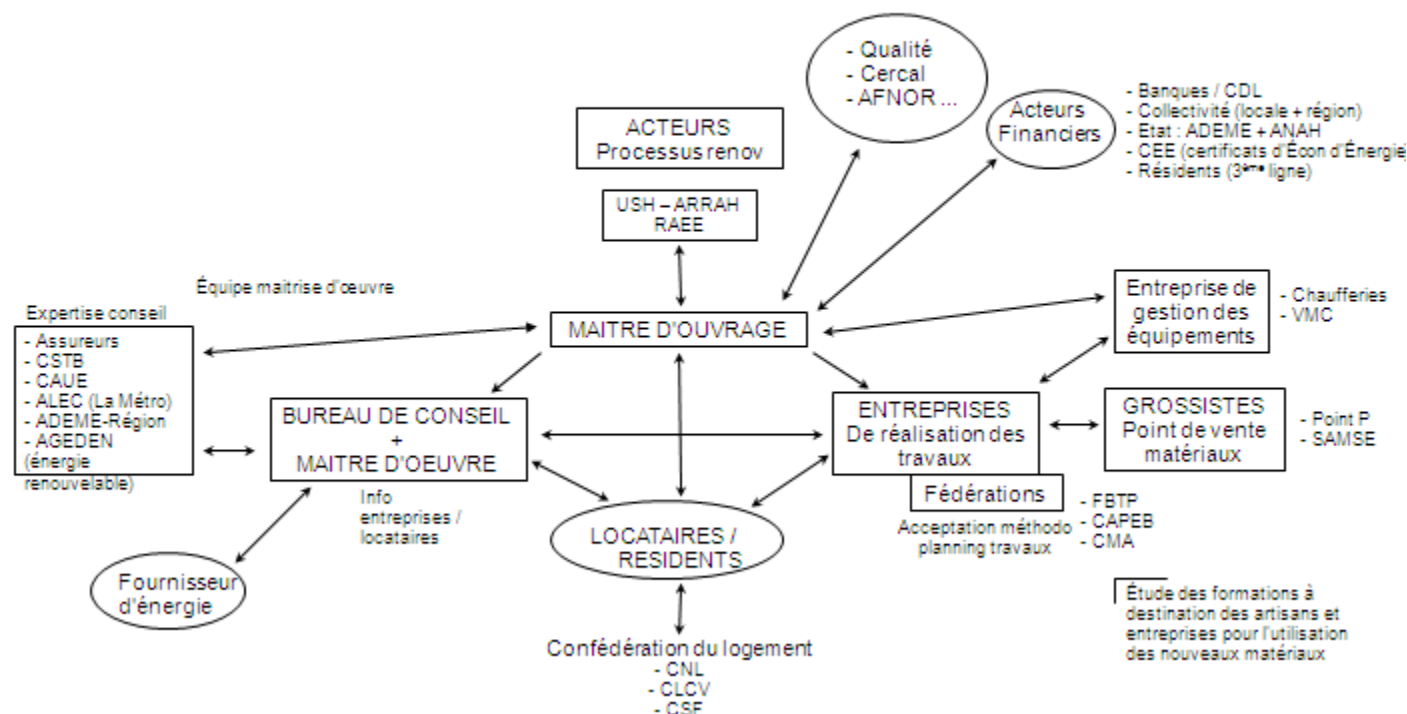 - Qualité
- Cercal
- AFNOR ...
Acteurs
Financiers
- Banques / CDL
- Collectivité (locale + région)
- Etat : ADEME + ANAH
- CEE (certificats d'Écon d'Énergie)
- Résidents (3ème ligne)
ACTEURS
Processus renov
USH – ARRAH
RAEE
Équipe maitrise d'œuvre
Expertise conseil
- Assureurs
- CSTB
- CAUE
- ALEC (La Métro)
- ADEME-Région
- AGEDEN
(énergie
renouvelable)
MAITRE D'OUVRAGE
Entreprise de
gestion des
équipements
- Chaufferies
- VMC
BUREAU DE CONSEIL
+
MAITRE D'OEUVRE
Info
entreprises /
locataires
ENTREPRISES
De réalisation des
travaux
Fédérations
- FBTP
- CAPEB
- CMA
Acceptation méthodo
planning travaux
GROSSISTES
Point de vente
matériaux
- Point P
- SAMSE
LOCATAIRES /
RESIDENTS
Fournisseur
d'énergie
Confédération du logement
- CNL
- CLCV
- CSF
Étude des formations à
destination des artisans et
entreprises pour l'utilisation
des nouveaux matériaux